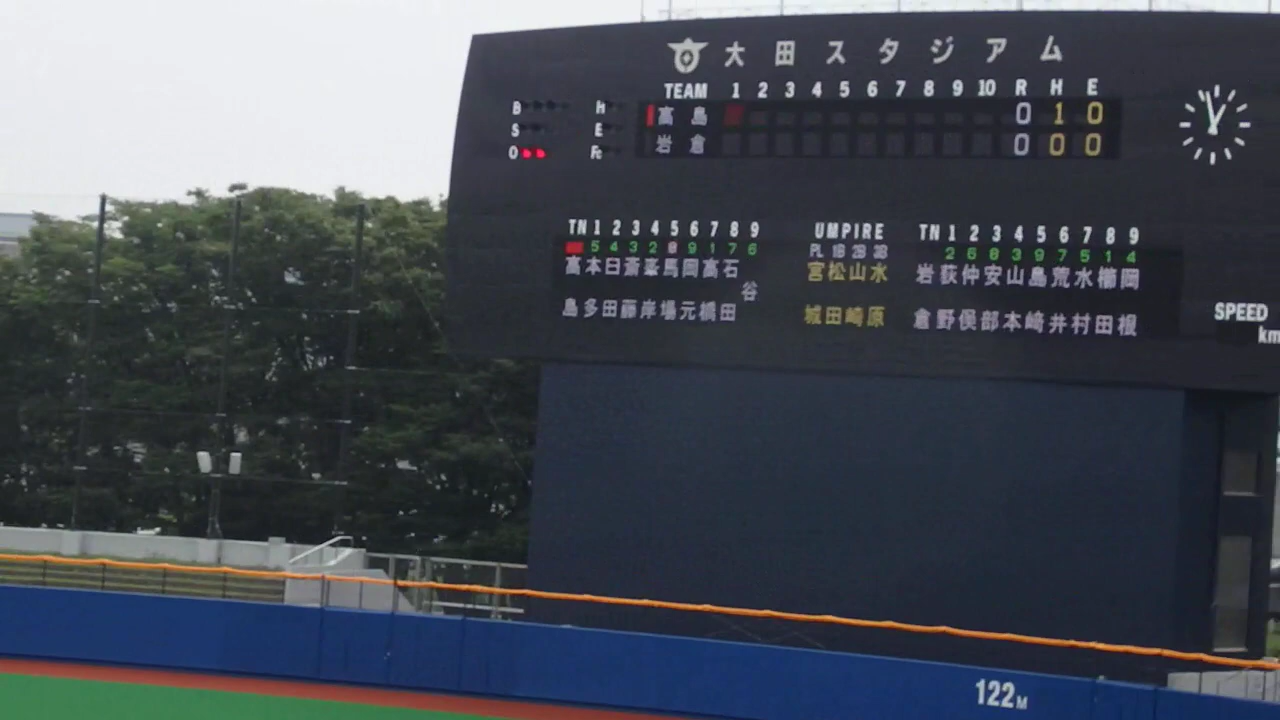 大田スタジアム
TEAM 1 2 3 4 5 6 7 8 9 10 R H E
B H 高島 0 1 0
S E 岩倉 0 0 0
O F
TN 1 2 3 4 5 6 7 8 9
5 4 3 2 8 9 1 7 6
高島 本多 臼田 斎藤 峯岸 馬場 岡元 高橋 石田 谷
UMPIRE
PL 1B 2B 3B
宮城 松田 山崎 水原
TN 1 2 3 4 5 6 7 8 9
2 6 8 3 9 7 5 1 4
岩倉 荻野 仲俣 安部 山本 島崎 荒井 水村 櫛田 岡根
SPEED
km
122M